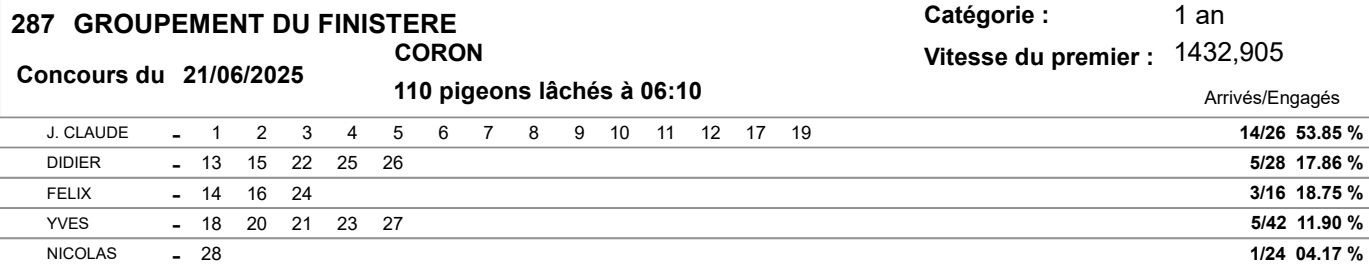 287 GROUPEMENT DU FINISTERE
Catégorie : 1 an
CORON
Vitesse du premier : 1432,905
Concours du 21/06/2025
110 pigeons lâchés à 06:10
Arrivés/Engagés
J. CLAUDE - 1 2 3 4 5 6 7 8 9 10 11 12 17 19 14/26 53.85 %
DIDIER - 13 15 22 25 26 5/28 17.86 %
FELIX - 14 16 24 3/16 18.75 %
YVES - 18 20 21 23 27 5/42 11.90 %
NICOLAS - 28 1/24 04.17 %